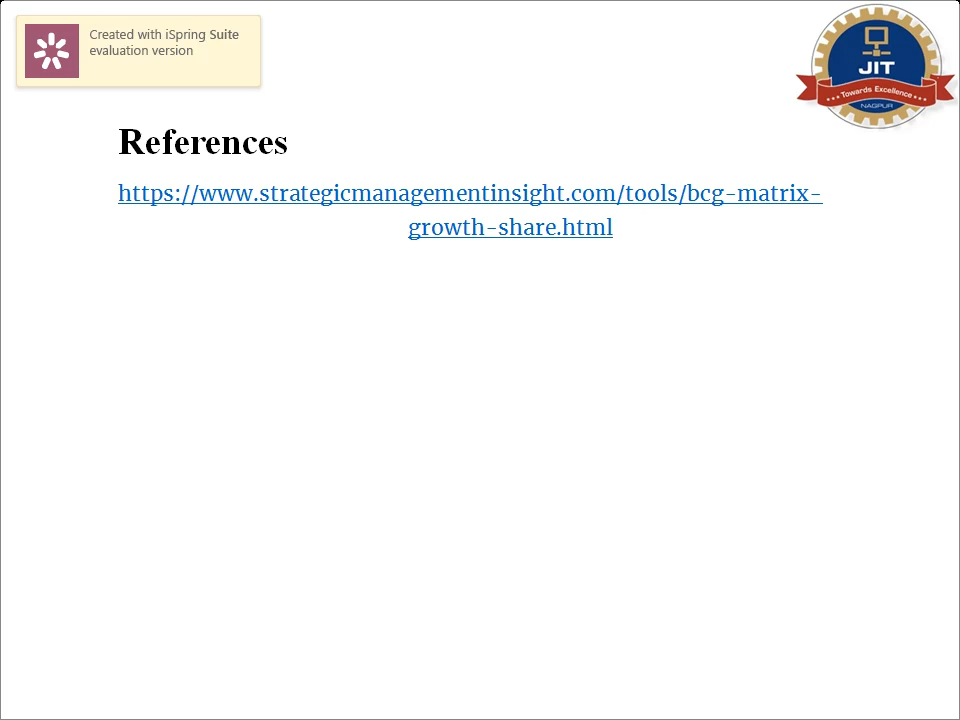 Created with iSpring Suite
evaluation version
JIT
Towards Excellence
NAGPUR
References
https://www.strategicmanagementinsight.com/tools/bcg-matrix-
growth-share.html